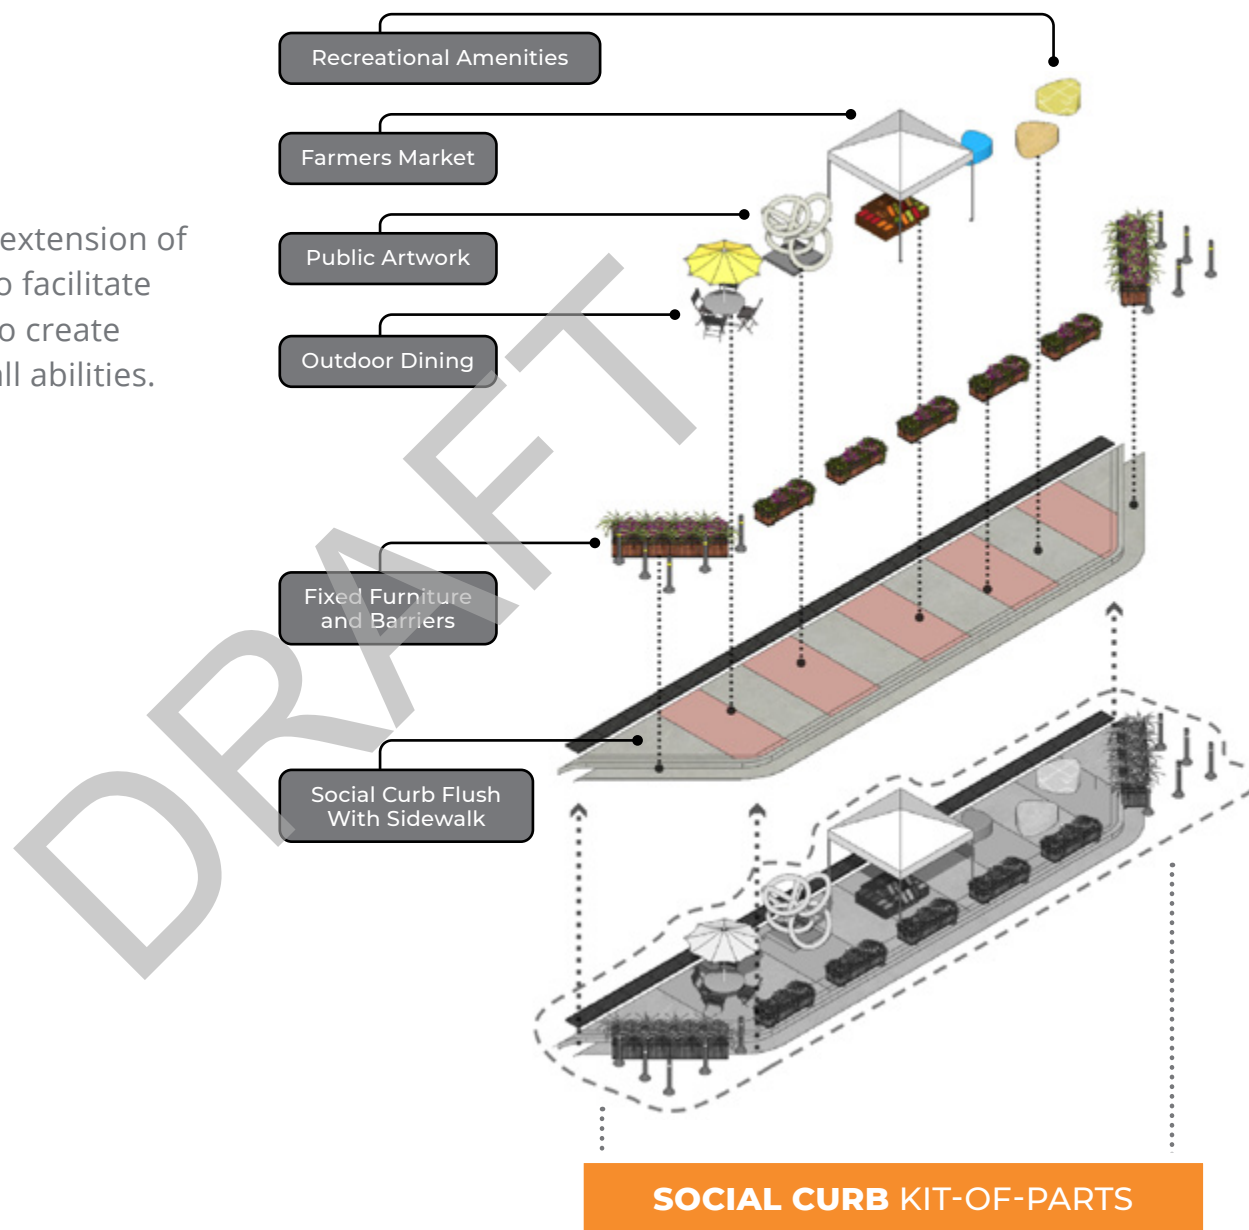 Recreational Amenities
Farmers Market
Public Artwork
Outdoor Dining
extension of
o facilitate
o create
all abilities.
Fixed Furniture
and Barriers
Social Curb Flush
With Sidewalk
DRAFT
SOCIAL CURB KIT-OF-PARTS